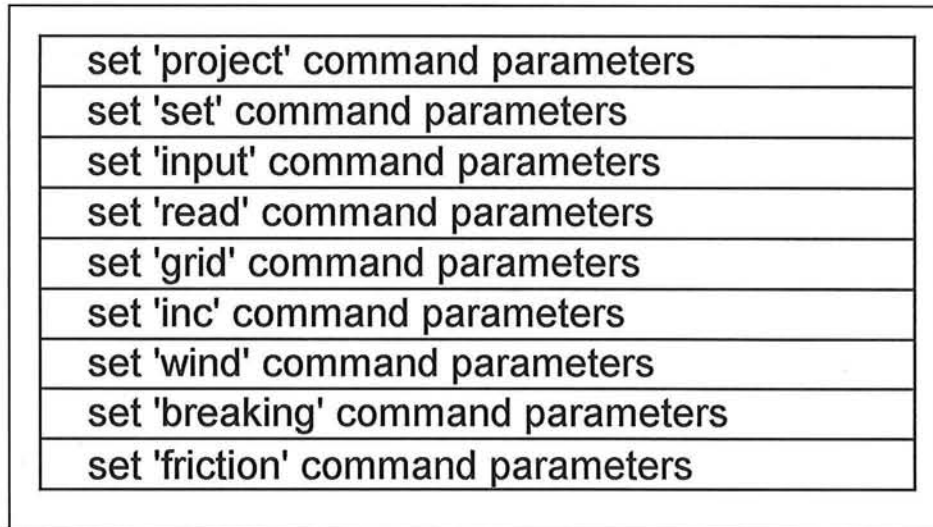 set 'project' command parameters
set 'set' command parameters
set 'input' command parameters
set 'read' command parameters
set 'grid' command parameters
set 'inc' command parameters
set 'wind' command parameters
set 'breaking' command parameters
set 'friction' command parameters